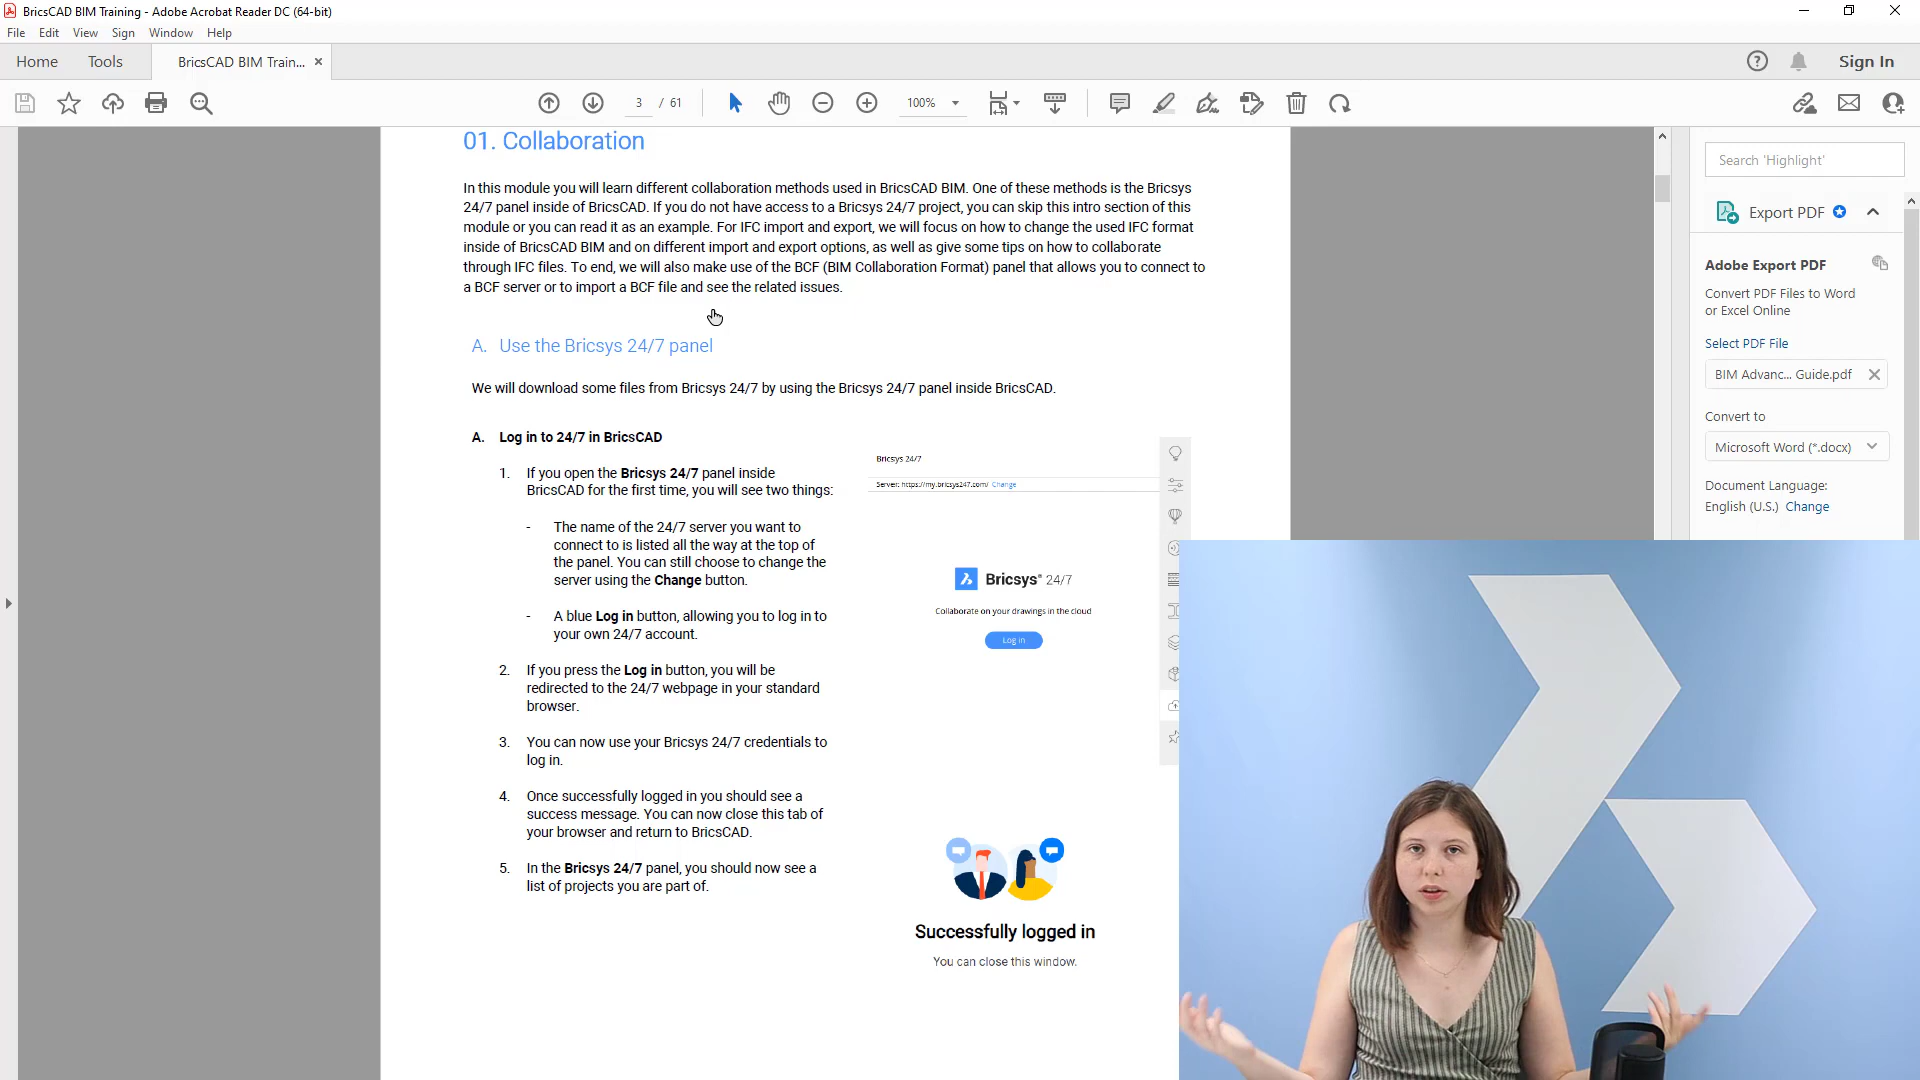 BricsCAD BIM Training - Adobe Acrobat Reader DC (64-bit)
File Edit View Sign Window Help
Home Tools BricsCAD BIM Train... Sign In
3 / 61 100%
01. Collaboration
In this module you will learn different collaboration methods used in BricsCAD BIM. One of these methods is the Bricsys
24/7 panel inside of BricsCAD. If you do not have access to a Bricsys 24/7 project, you can skip this intro section of this
module or you can read it as an example. For IFC import and export, we will focus on how to change the used IFC format
inside of BricsCAD BIM and on different import and export options, as well as give some tips on how to collaborate
through IFC files. To end, we will also make use of the BCF (BIM Collaboration Format) panel that allows you to connect to
a BCF server or to import a BCF file and see the related issues.
A. Use the Bricsys 24/7 panel
We will download some files from Bricsys 24/7 by using the Bricsys 24/7 panel inside BricsCAD.
A. Log in to 24/7 in BricsCAD
1. If you open the Bricsys 24/7 panel inside
BricsCAD for the first time, you will see two things:
- The name of the 24/7 server you want to
connect to is listed all the way at the top of
the panel. You can still choose to change the
server using the Change button.
- A blue Log in button, allowing you to log in to
your own 24/7 account.
2. If you press the Log in button, you will be
redirected to the 24/7 webpage in your standard
browser.
3. You can now use your Bricsys 24/7 credentials to
log in.
4. Once successfully logged in you should see a
success message. You can now close this tab of
your browser and return to BricsCAD.
5. In the Bricsys 24/7 panel, you should now see a
list of projects you are part of.
Bricsys 24/7
Server: https://my.bricsys247.com/ Change
Bricsys® 24/7
Collaborate on your drawings in the cloud
Log in
Successfully logged in
You can close this window.
Search 'Highlight'
Export PDF
Adobe Export PDF
Convert PDF Files to Word
or Excel Online
Select PDF File
BIM Advanc... Guide.pdf
Convert to
Microsoft Word (*.docx)
Document Language:
English (U.S.) Change